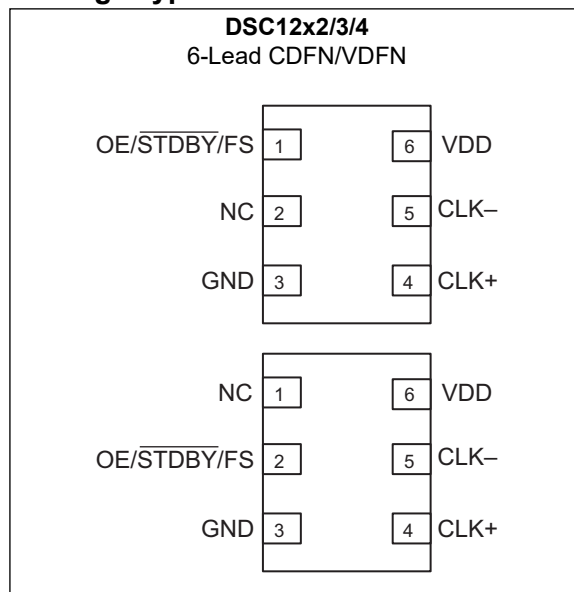 DSC12x2/3/4
6-Lead CDFN/VDFN
OE/STDBY/FS 1 6 VDD
NC 2 5 CLK–
GND 3 4 CLK+
NC 1 6 VDD
OE/STDBY/FS 2 5 CLK–
GND 3 4 CLK+